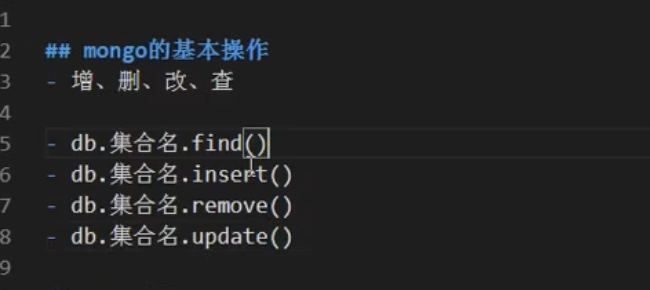 1
2 ## mongo的基本操作
3 - 增、删、改、查
4
5 - db.集合名.find()
6 - db.集合名.insert()
7 - db.集合名.remove()
8 - db.集合名.update()
9